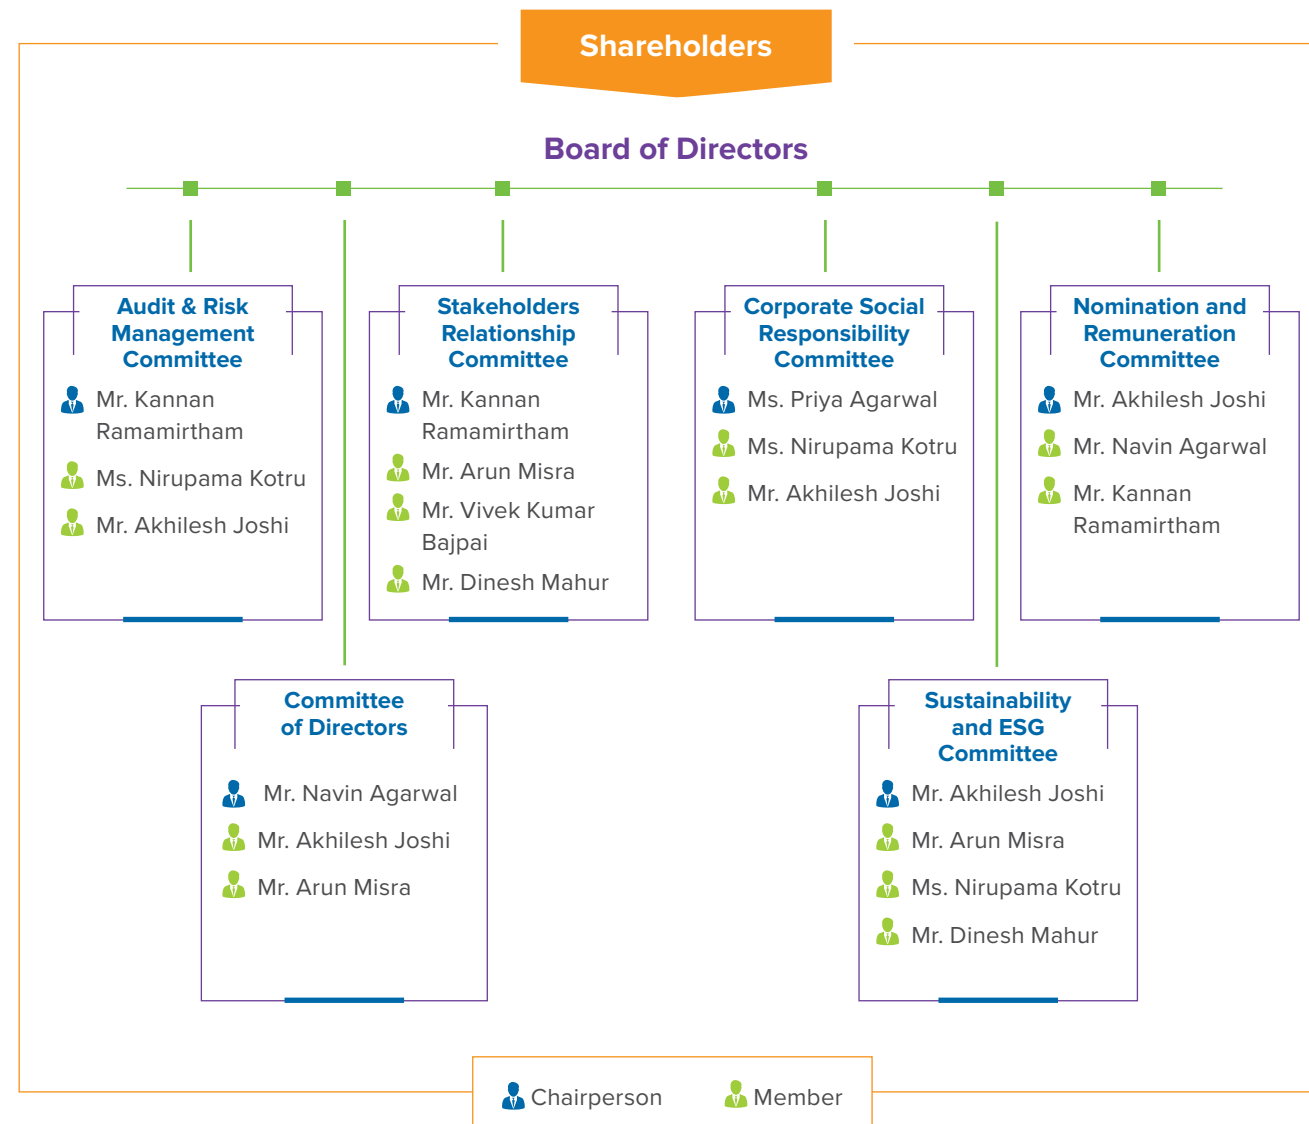 Shareholders
Board of Directors
Audit & Risk
Management
Committee
Mr. Kannan
Ramamirtham
Ms. Nirupama Kotru
Mr. Akhilesh Joshi
Stakeholders
Relationship
Committee
Mr. Kannan
Ramamirtham
Mr. Arun Misra
Mr. Vivek Kumar
Bajpai
Mr. Dinesh Mahur
Corporate Social
Responsibility
Committee
Ms. Priya Agarwal
Ms. Nirupama Kotru
Mr. Akhilesh Joshi
Nomination and
Remuneration
Committee
Mr. Akhilesh Joshi
Mr. Navin Agarwal
Mr. Kannan
Ramamirtham
Committee
of Directors
Mr. Navin Agarwal
Mr. Akhilesh Joshi
Mr. Arun Misra
Sustainability
and ESG
Committee
Mr. Akhilesh Joshi
Mr. Arun Misra
Ms. Nirupama Kotru
Mr. Dinesh Mahur
Chairperson
Member